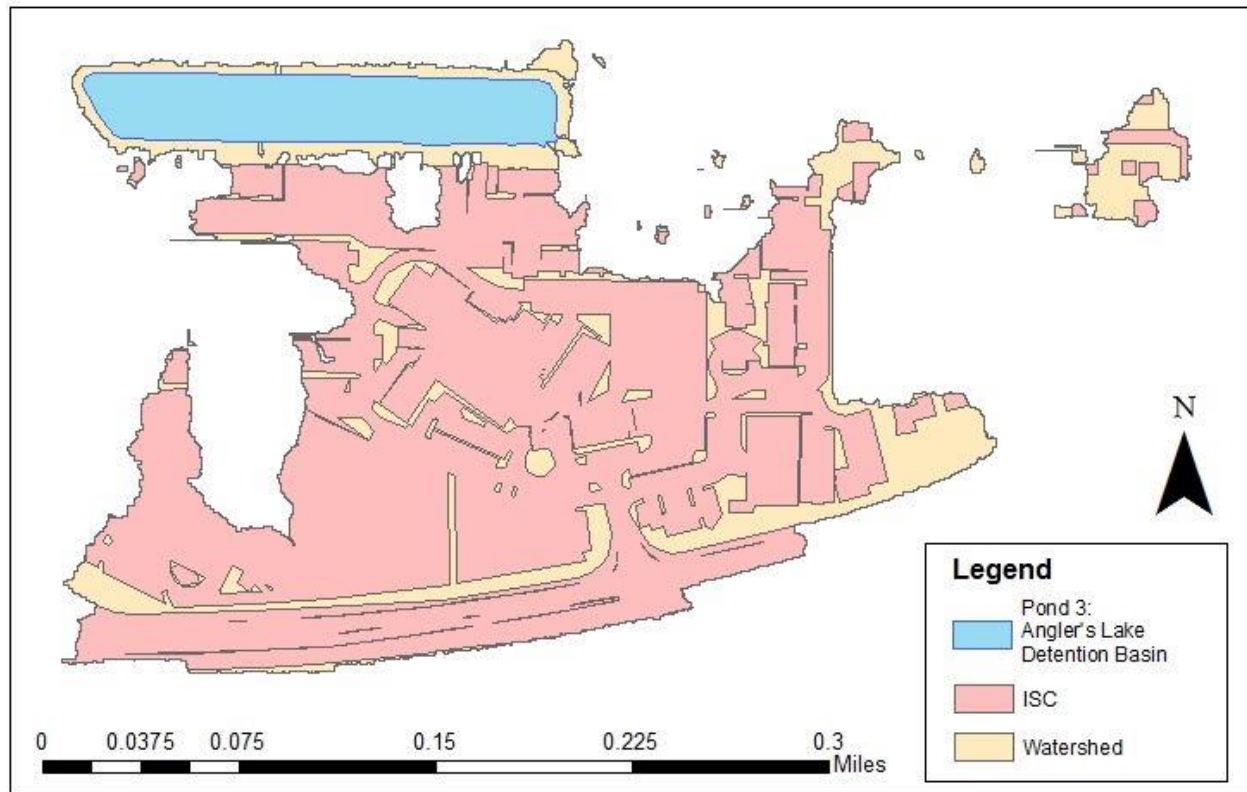 N
Legend
Pond 3:
Angler's Lake
Detention Basin
ISC
Watershed
0 0.0375 0.075 0.15 0.225 0.3
Miles